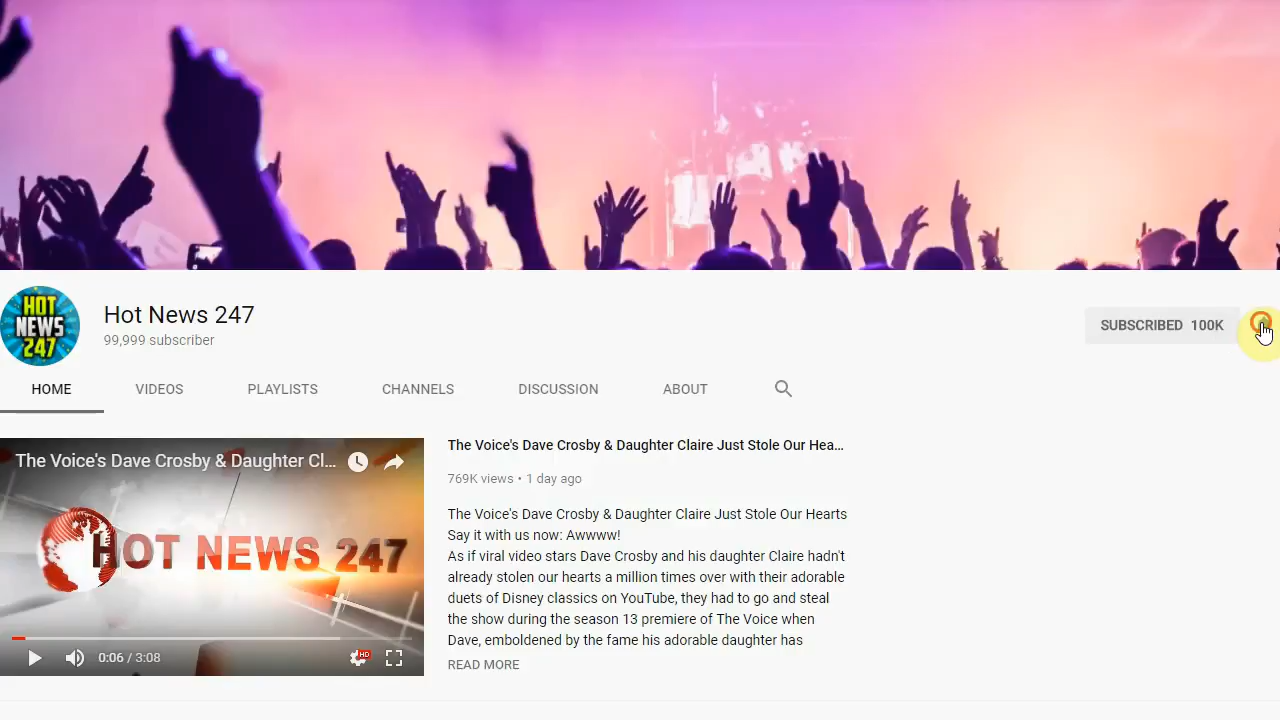 HOT
NEWS
247
Hot News 247
99,999 subscriber
SUBSCRIBED 100K
HOME
VIDEOS
PLAYLISTS
CHANNELS
DISCUSSION
ABOUT
The Voice's Dave Crosby & Daughter Cl...
HOT NEWS 247
0:06 / 3:08
HD
The Voice's Dave Crosby & Daughter Claire Just Stole Our Hea...
769K views • 1 day ago
The Voice's Dave Crosby & Daughter Claire Just Stole Our Hearts
Say it with us now: Awwww!
As if viral video stars Dave Crosby and his daughter Claire hadn't
already stolen our hearts a million times over with their adorable
duets of Disney classics on YouTube, they had to go and steal
the show during the season 13 premiere of The Voice when
Dave, emboldened by the fame his adorable daughter has
READ MORE